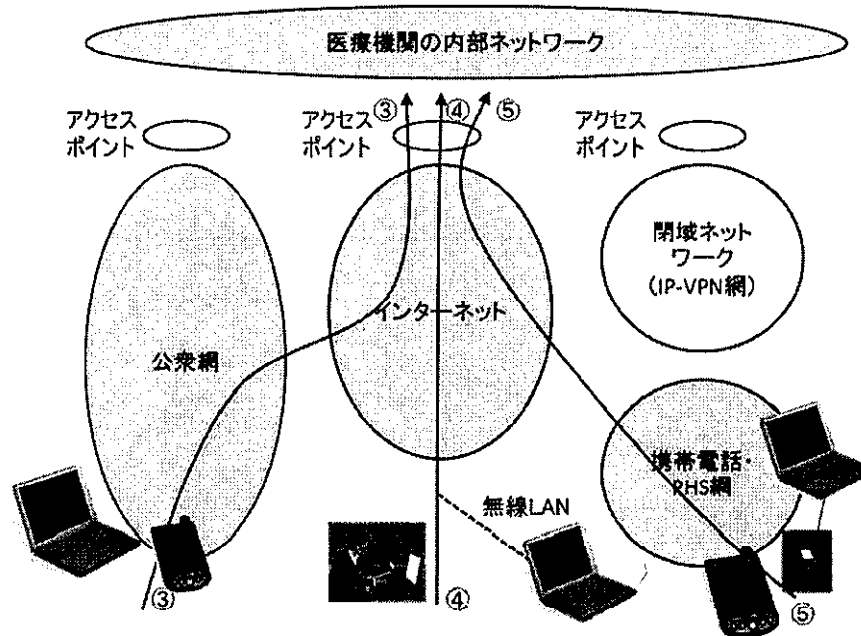 医療機関の内部ネットワーク
③
④
⑤
アクセス
ポイント
アクセス
ポイント
アクセス
ポイント
閉域ネット
ワーク
(IP-VPN網)
インターネット
公衆網
携帯電話・
PHS網
無線LAN
③
④
⑤